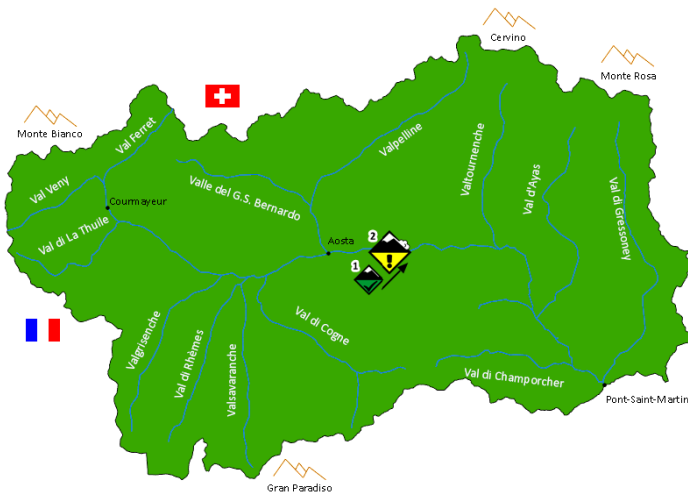 Cervino
Monte Rosa
Monte Bianco
Val Ferret
Valpelline
Valtournenche
Val Veny
Valle del G.S. Bernardo
Val d'Ayas
Val di Gressoney
Courmayeur
Val di La Thuile
Aosta
2
!
1
Valgrisenche
Val di Rhêmes
Valsavaranche
Val di Cogne
Val di Champorcher
Pont-Saint-Martin
Gran Paradiso